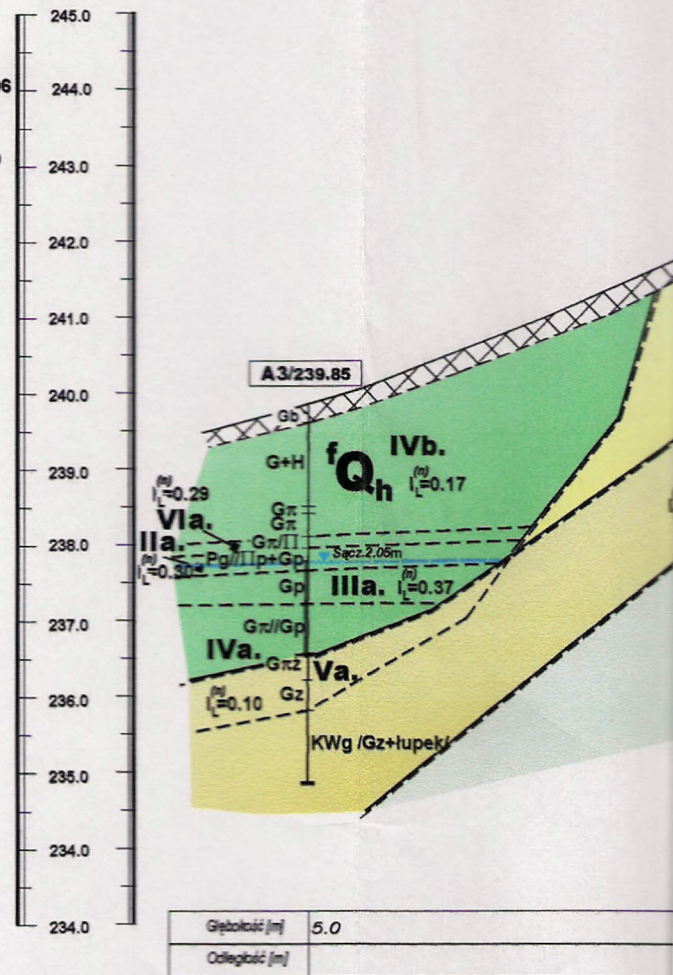 245.0
06
244.0
243.0
242.0
241.0
240.0
239.0
238.0
237.0
236.0
235.0
234.0
A3/239.85
Gb
G+H
fQh
IVb.
IL(n)=0.17
IL(n)=0.29
Gπ
Gπ
VIa.
Gπ/Π
IIa.
Sącz.2.05m
Pg//Πp+Gp
IL(n)=0.30
Gp
IIIa.
IL(n)=0.37
Gπ//Gp
IVa.
Gπż
Va.
IL(n)=0.10
Gz
KWg /Gz+łupek/
Głębokość [m]
5.0
Odległość [m]